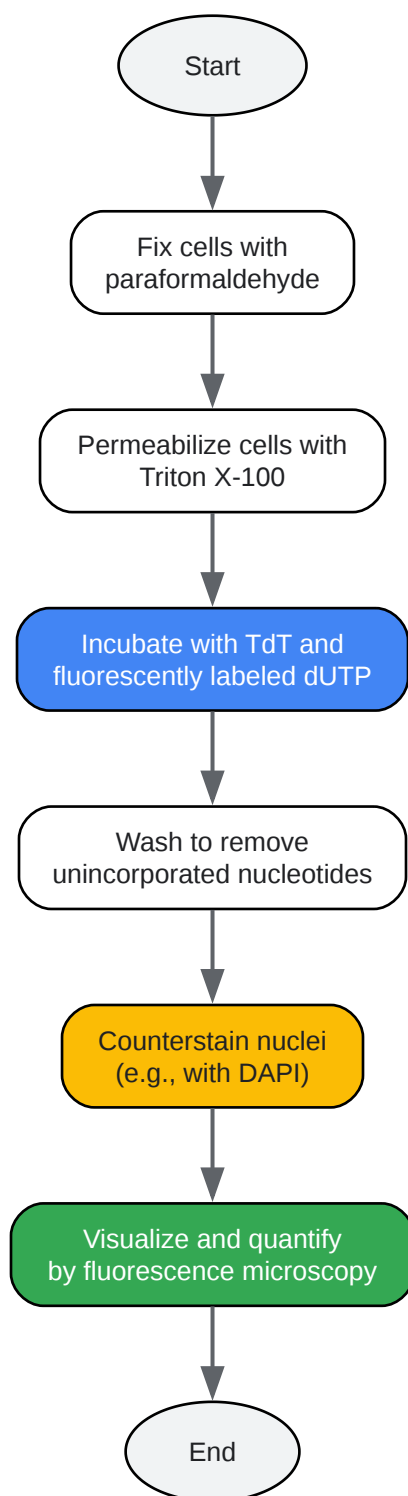 Start
Fix cells with
paraformaldehyde
Permeabilize cells with
Triton X-100
Incubate with TdT and
fluorescently labeled dUTP
Wash to remove
unincorporated nucleotides
Counterstain nuclei
(e.g., with DAPI)
Visualize and quantify
by fluorescence microscopy
End